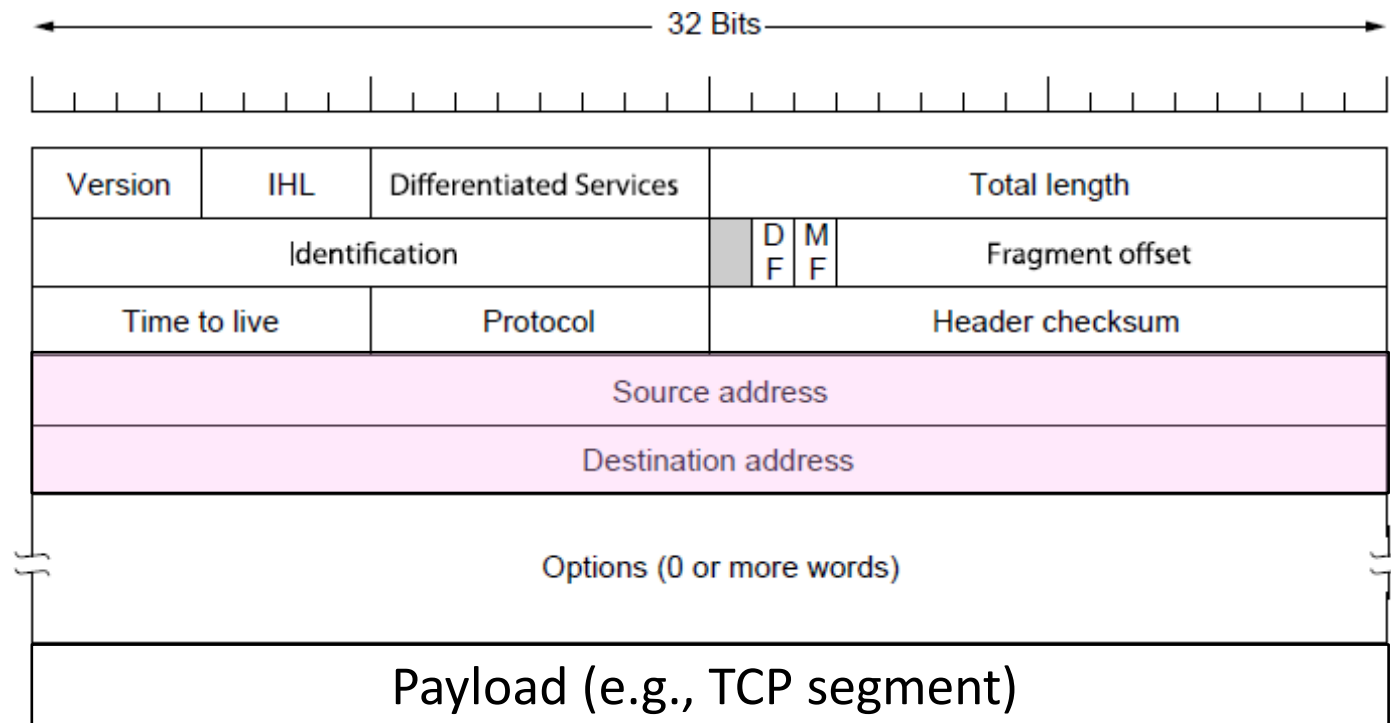 32 Bits
Version IHL Differentiated Services Total length
Identification D F M F Fragment offset
Time to live Protocol Header checksum
Source address
Destination address
Options (0 or more words)
Payload (e.g., TCP segment)